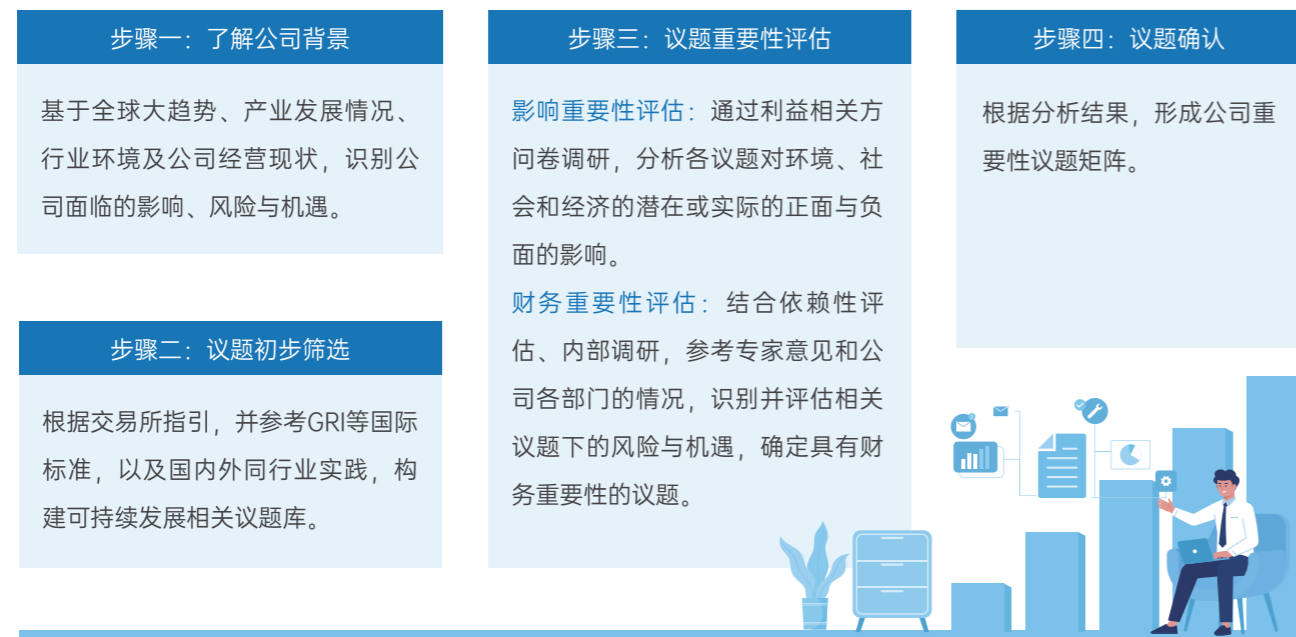 步骤一：了解公司背景
基于全球大趋势、产业发展情况、
行业环境及公司经营现状，识别公
司面临的影响、风险与机遇。
步骤二：议题初步筛选
根据交易所指引，并参考GRI等国际
标准，以及国内外同行业实践，构
建可持续发展相关议题库。
步骤三：议题重要性评估
影响重要性评估：通过利益相关方
问卷调研，分析各议题对环境、社
会和经济的潜在或实际的正面与负
面的影响。
财务重要性评估：结合依赖性评
估、内部调研，参考专家意见和公
司各部门的情况，识别并评估相关
议题下的风险与机遇，确定具有财
务重要性的议题。
步骤四：议题确认
根据分析结果，形成公司重
要性议题矩阵。